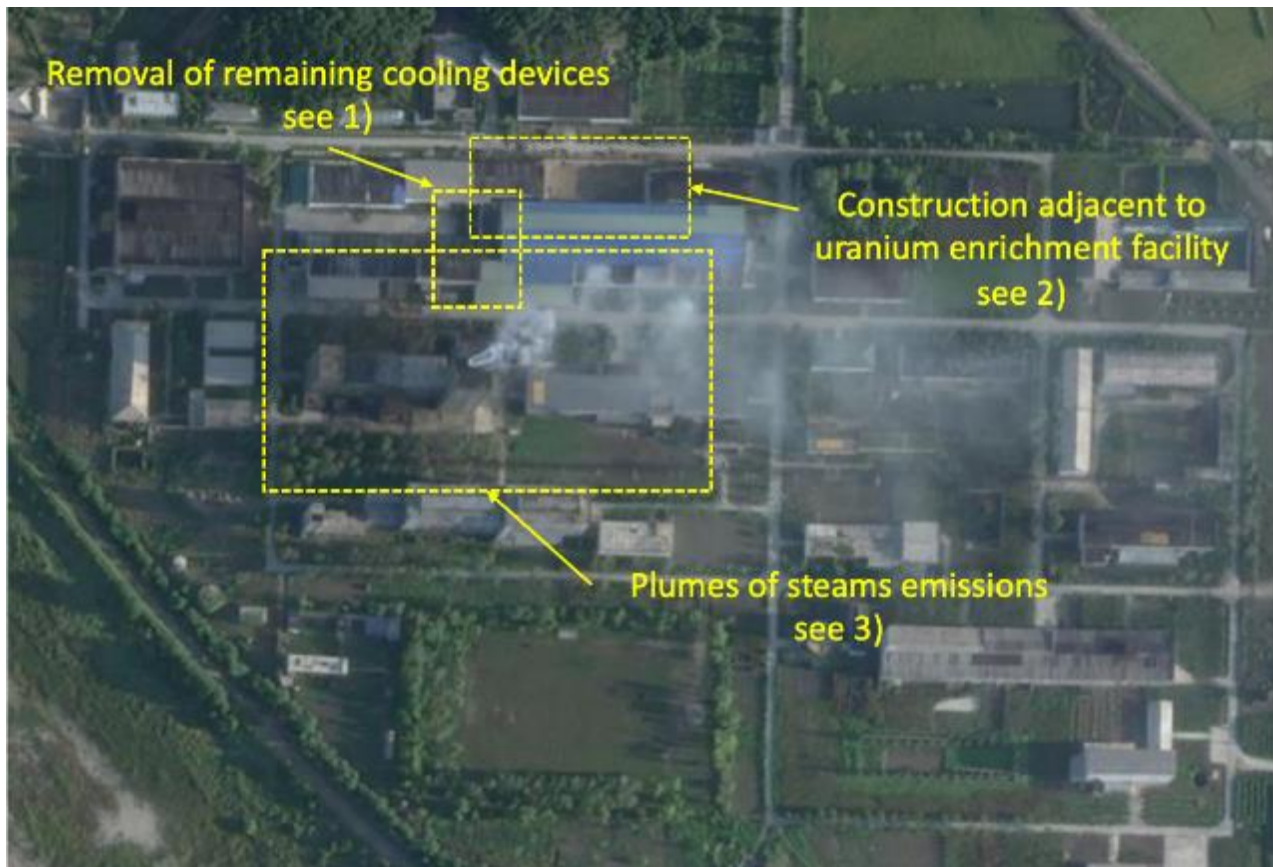 Removal of remaining cooling devices
see 1)
Construction adjacent to
uranium enrichment facility
see 2)
Plumes of steams emissions
see 3)